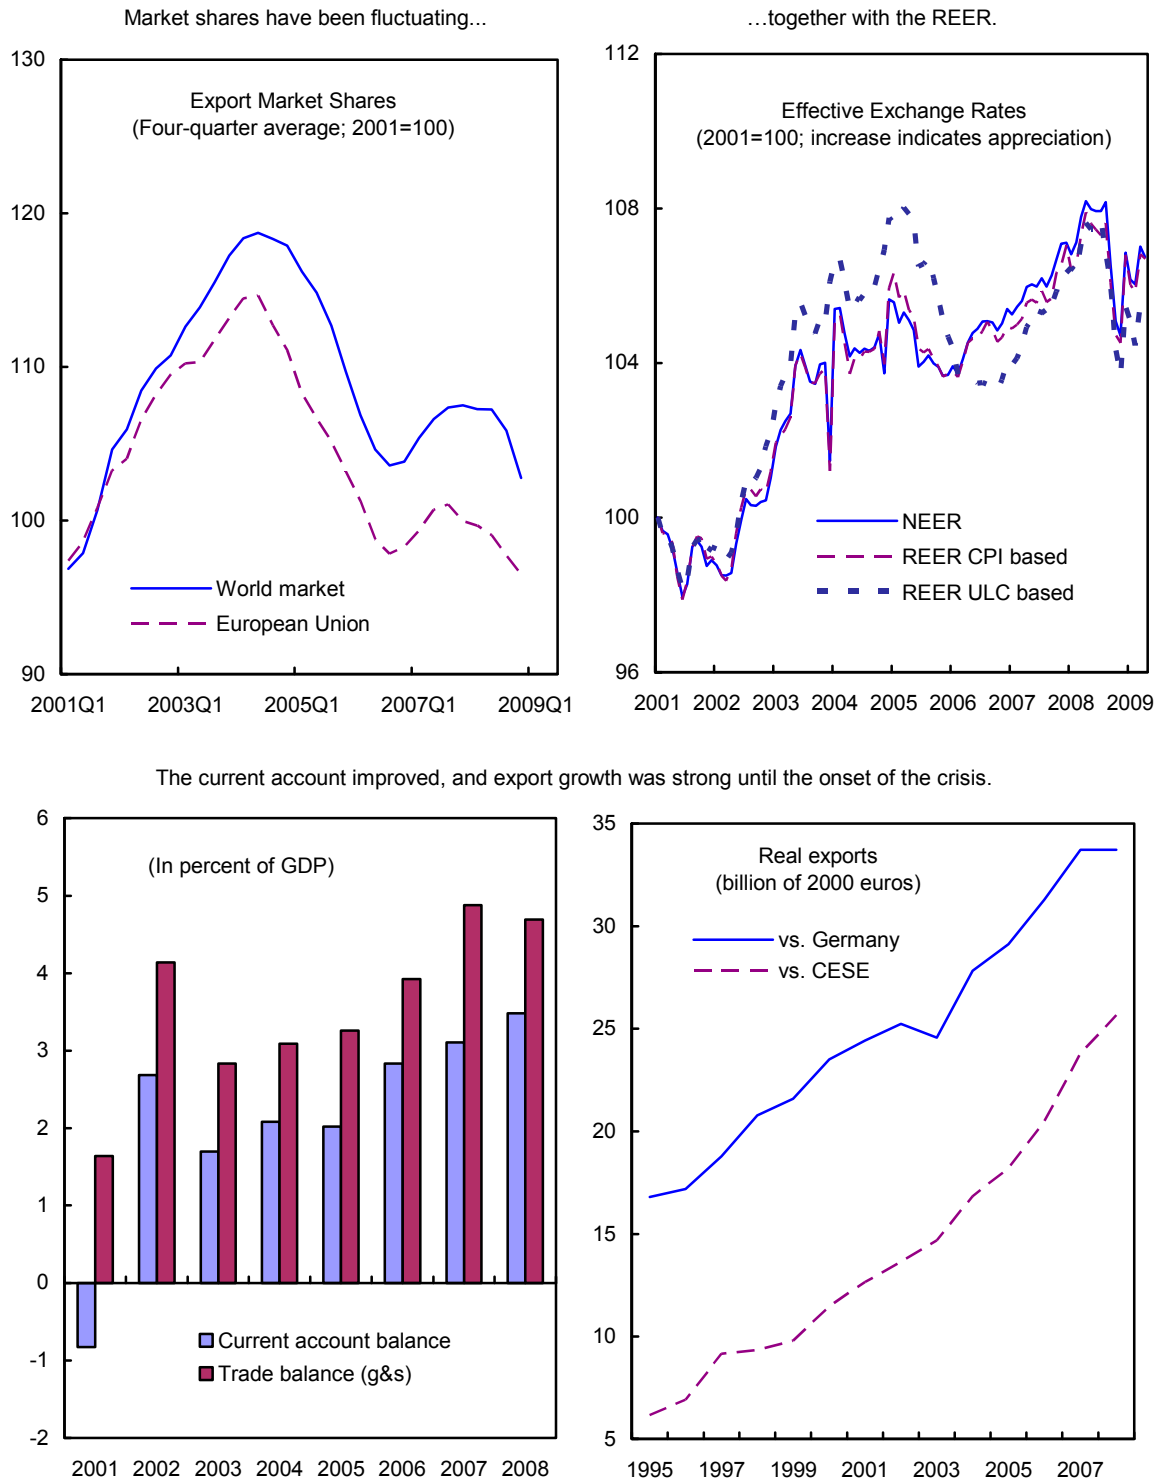 Market shares have been fluctuating...
…together with the REER.
Export Market Shares
(Four-quarter average; 2001=100)
130
120
110
100
90
World market
European Union
2001Q1 2003Q1 2005Q1 2007Q1 2009Q1
Effective Exchange Rates
(2001=100; increase indicates appreciation)
112
108
104
100
96
NEER
REER CPI based
REER ULC based
2001 2002 2003 2004 2005 2006 2007 2008 2009
The current account improved, and export growth was strong until the onset of the crisis.
(In percent of GDP)
6
5
4
3
2
1
0
-1
-2
Current account balance
Trade balance (g&s)
2001 2002 2003 2004 2005 2006 2007 2008
Real exports
(billion of 2000 euros)
35
30
25
20
15
10
5
vs. Germany
vs. CESE
1995 1997 1999 2001 2003 2005 2007